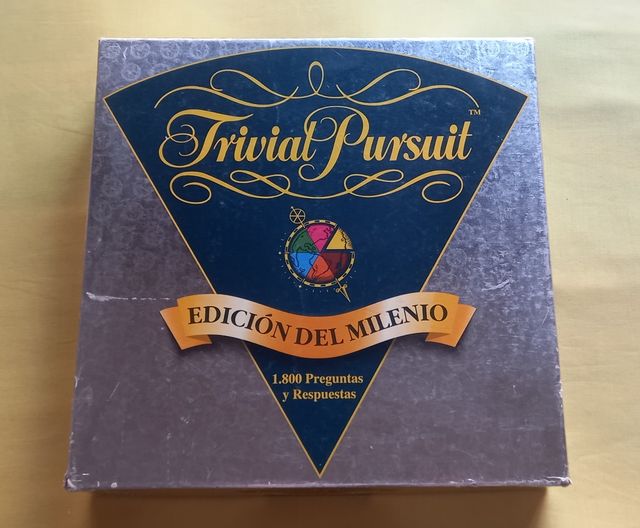 Trivial Pursuit™
EDICIÓN DEL MILENIO
1.800 Preguntas
y Respuestas